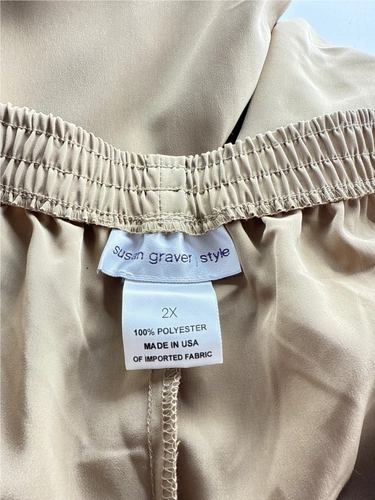 susan graver style
2X
100% POLYESTER
MADE IN USA
OF IMPORTED FABRIC